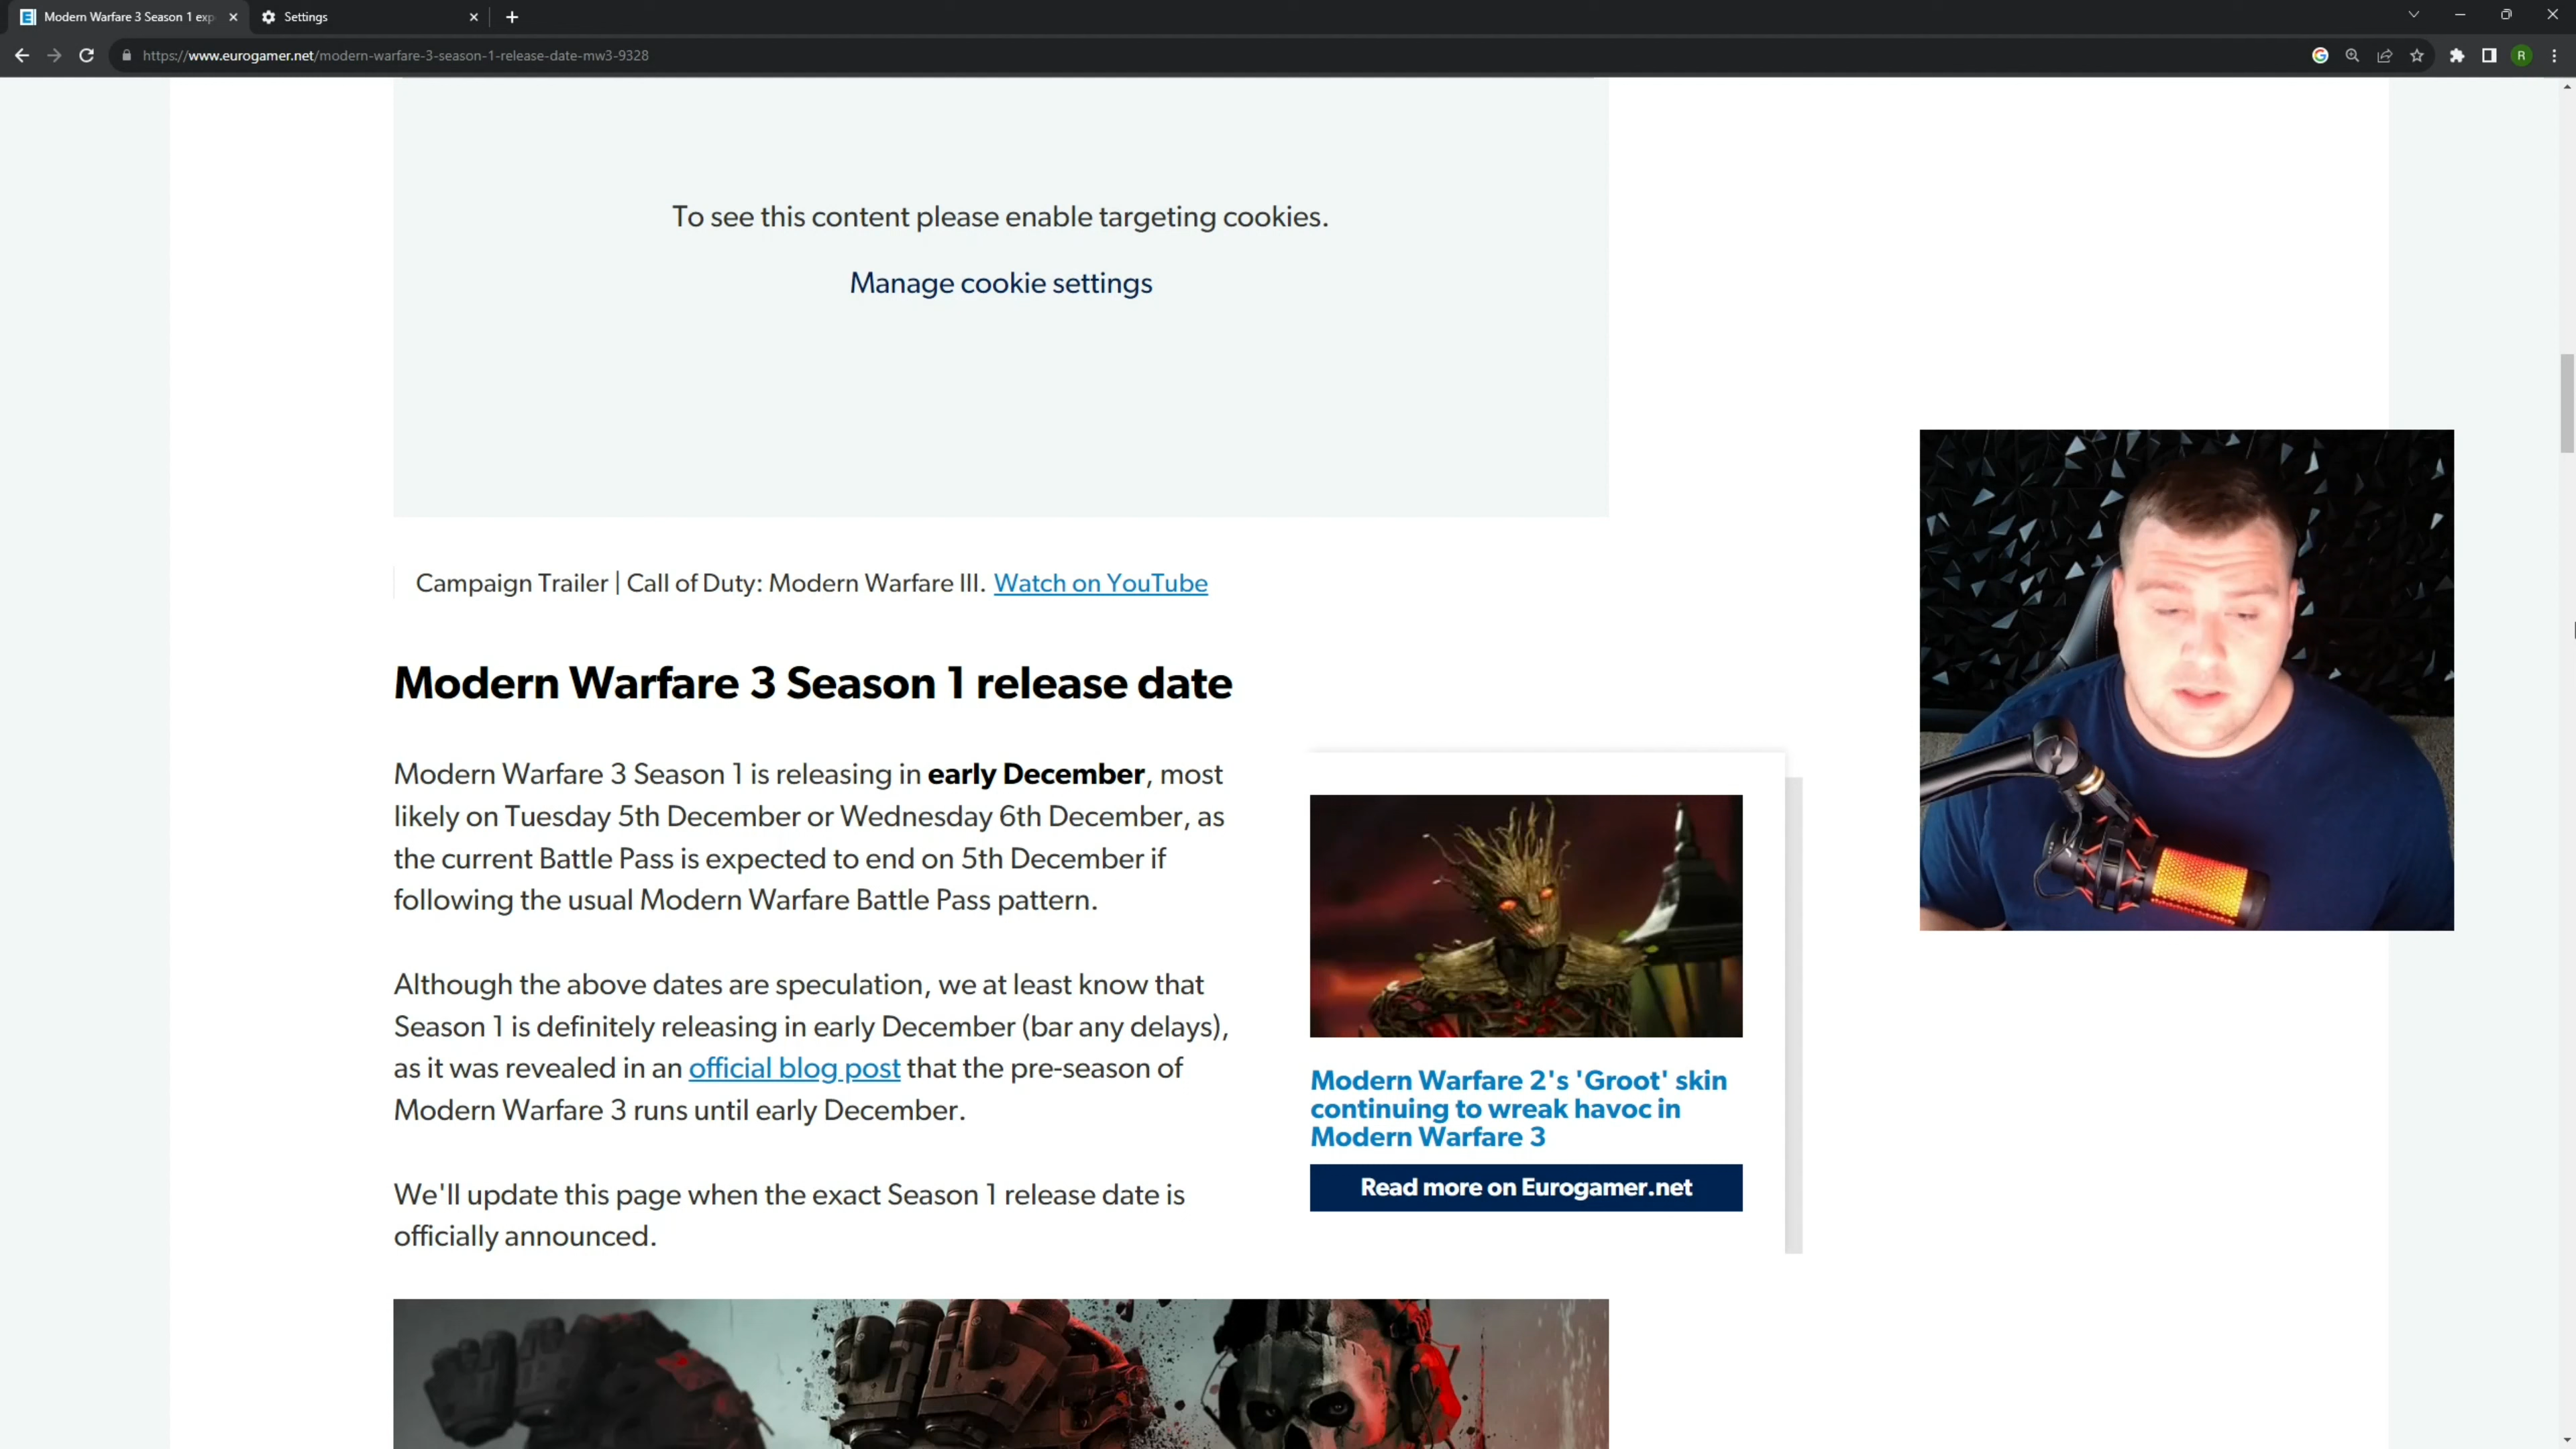 Modern Warfare 3 Season 1 exp
Settings
https://www.eurogamer.net/modern-warfare-3-season-1-release-date-mw3-9328
R
To see this content please enable targeting cookies.
Manage cookie settings
Campaign Trailer | Call of Duty: Modern Warfare III. Watch on YouTube
Modern Warfare 3 Season 1 release date
Modern Warfare 3 Season 1 is releasing in early December, most
likely on Tuesday 5th December or Wednesday 6th December, as
the current Battle Pass is expected to end on 5th December if
following the usual Modern Warfare Battle Pass pattern.
Although the above dates are speculation, we at least know that
Season 1 is definitely releasing in early December (bar any delays),
as it was revealed in an official blog post that the pre-season of
Modern Warfare 3 runs until early December.
We'll update this page when the exact Season 1 release date is
officially announced.
Modern Warfare 2's 'Groot' skin
continuing to wreak havoc in
Modern Warfare 3
Read more on Eurogamer.net